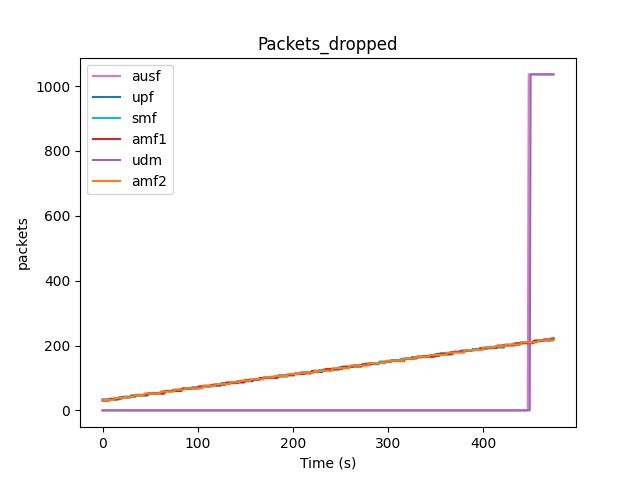 Packets_dropped
ausf
upf
smf
amf1
udm
amf2
packets
1000
800
600
400
200
0
0
100
200
300
400
Time (s)